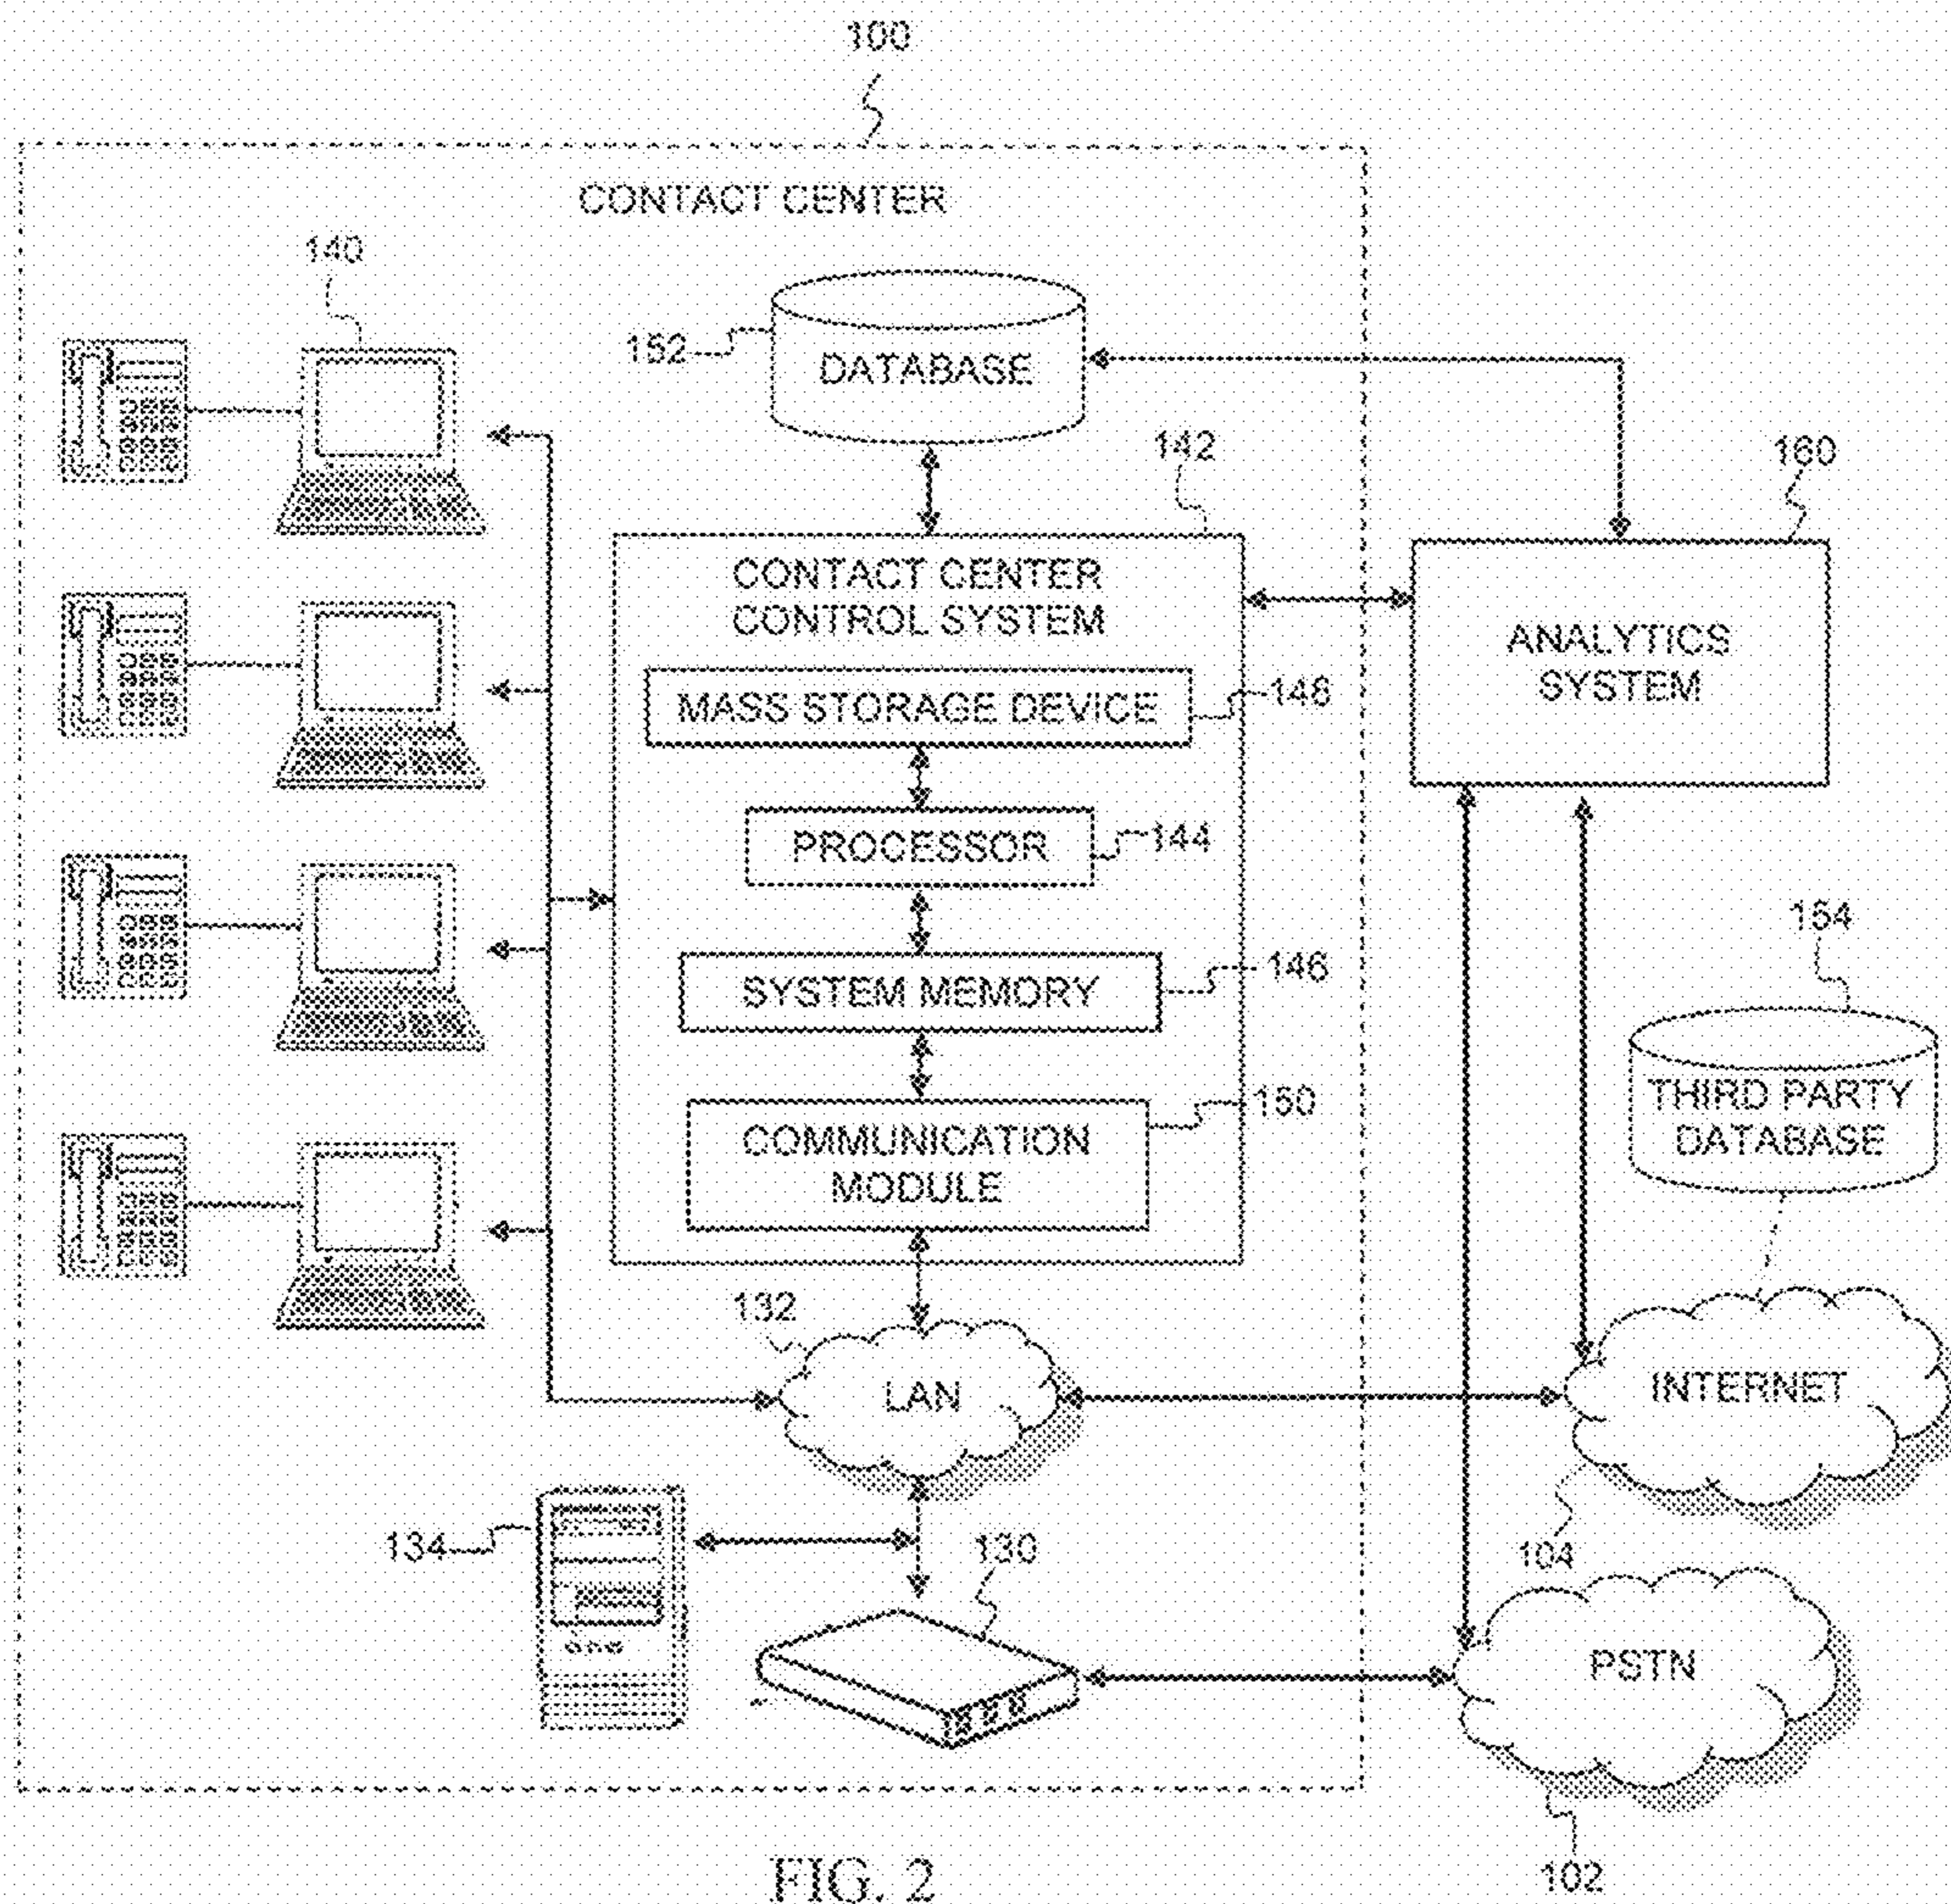 100
CONTACT CENTER
140
152
DATABASE
142
160
CONTACT CENTER
CONTROL SYSTEM
ANALYTICS
SYSTEM
MASS STORAGE DEVICE
148
PROCESSOR
144
154
SYSTEM MEMORY
146
THIRD PARTY
DATABASE
150
COMMUNICATION
MODULE
132
LAN
INTERNET
134
130
104
PSTN
102
FIG. 2